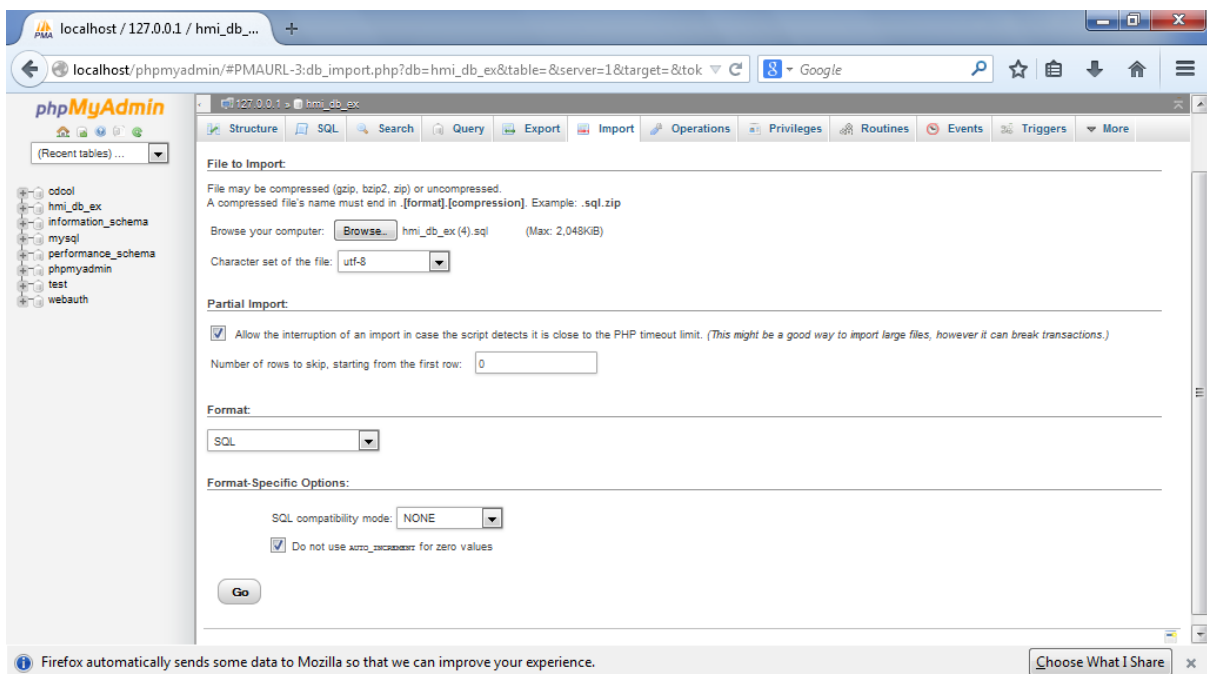 PMA localhost / 127.0.0.1 / hmi_db_...
localhost/phpmyadmin/#PMAURL-3:db_import.php?db=hmi_db_ex&table=&server=1&target=&tok
8 Google
phpMyAdmin
(Recent tables) ...
cdcol
hmi_db_ex
information_schema
mysql
performance_schema
phpmyadmin
test
webauth
127.0.0.1 » hmi_db_ex
Structure SQL Search Query Export Import Operations Privileges Routines Events Triggers More
File to Import:
File may be compressed (gzip, bzip2, zip) or uncompressed.
A compressed file's name must end in .[format].[compression]. Example: .sql.zip
Browse your computer: Browse... hmi_db_ex (4).sql (Max: 2,048KiB)
Character set of the file: utf-8
Partial Import:
Allow the interruption of an import in case the script detects it is close to the PHP timeout limit. (This might be a good way to import large files, however it can break transactions.)
Number of rows to skip, starting from the first row: 0
Format:
SQL
Format-Specific Options:
SQL compatibility mode: NONE
Do not use AUTO_INCREMENT for zero values
Go
Firefox automatically sends some data to Mozilla so that we can improve your experience.
Choose What I Share